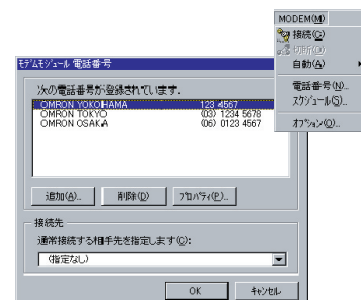 MODEM(M)
接続(C)
切断(D)
自動(A)
電話番号(N)...
スケジュール(S)...
オプション(O)...
モデムモジュール 電話番号
次の電話番号が登録されています.
OMRON YOKOHAMA 123 4567
OMRON TOKYO (03) 1234 5678
OMRON OSAKA (06) 0123 4567
追加(A)...
削除(D)
プロパティ(P)...
接続先
通常接続する相手先を指定します(C):
(指定なし)
OK
キャンセル